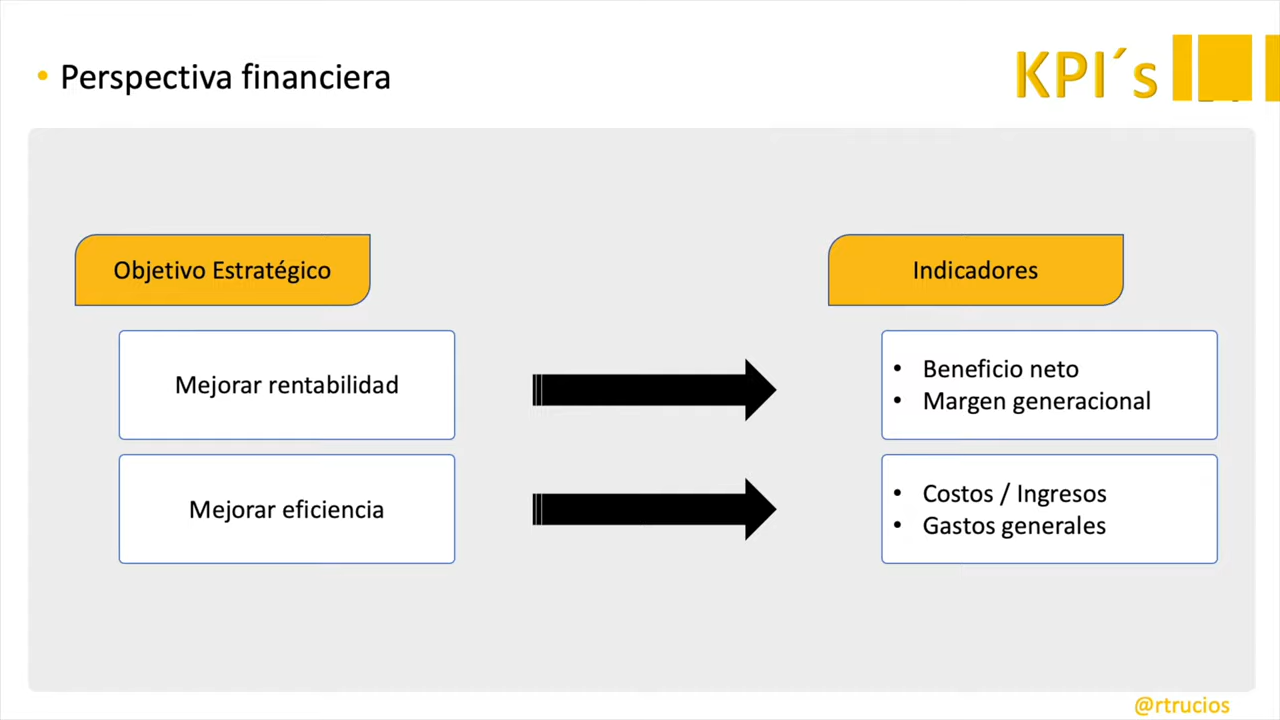 • Perspectiva financiera
KPI´s
Objetivo Estratégico
Indicadores
Mejorar rentabilidad
• Beneficio neto
• Margen generacional
Mejorar eficiencia
• Costos / Ingresos
• Gastos generales
@rtrucios